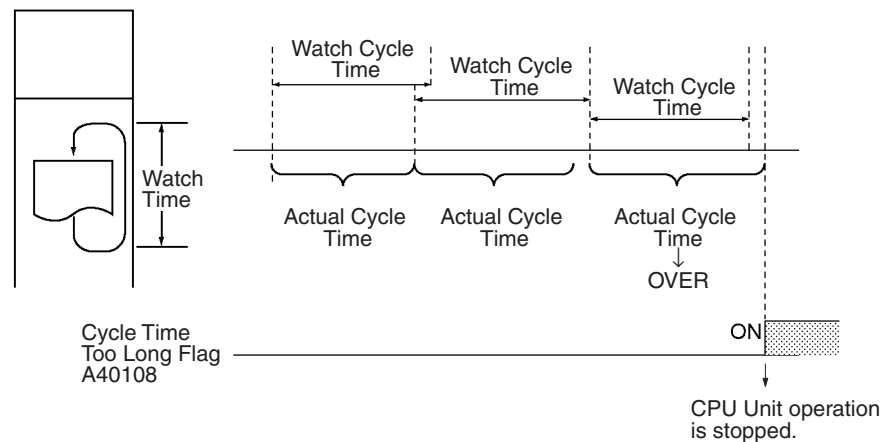 Watch Cycle
Time
Watch Cycle
Time
Watch Cycle
Time
Watch
Time
Actual Cycle
Time
Actual Cycle
Time
Actual Cycle
Time
OVER
Cycle Time
Too Long Flag
A40108
ON
CPU Unit operation
is stopped.